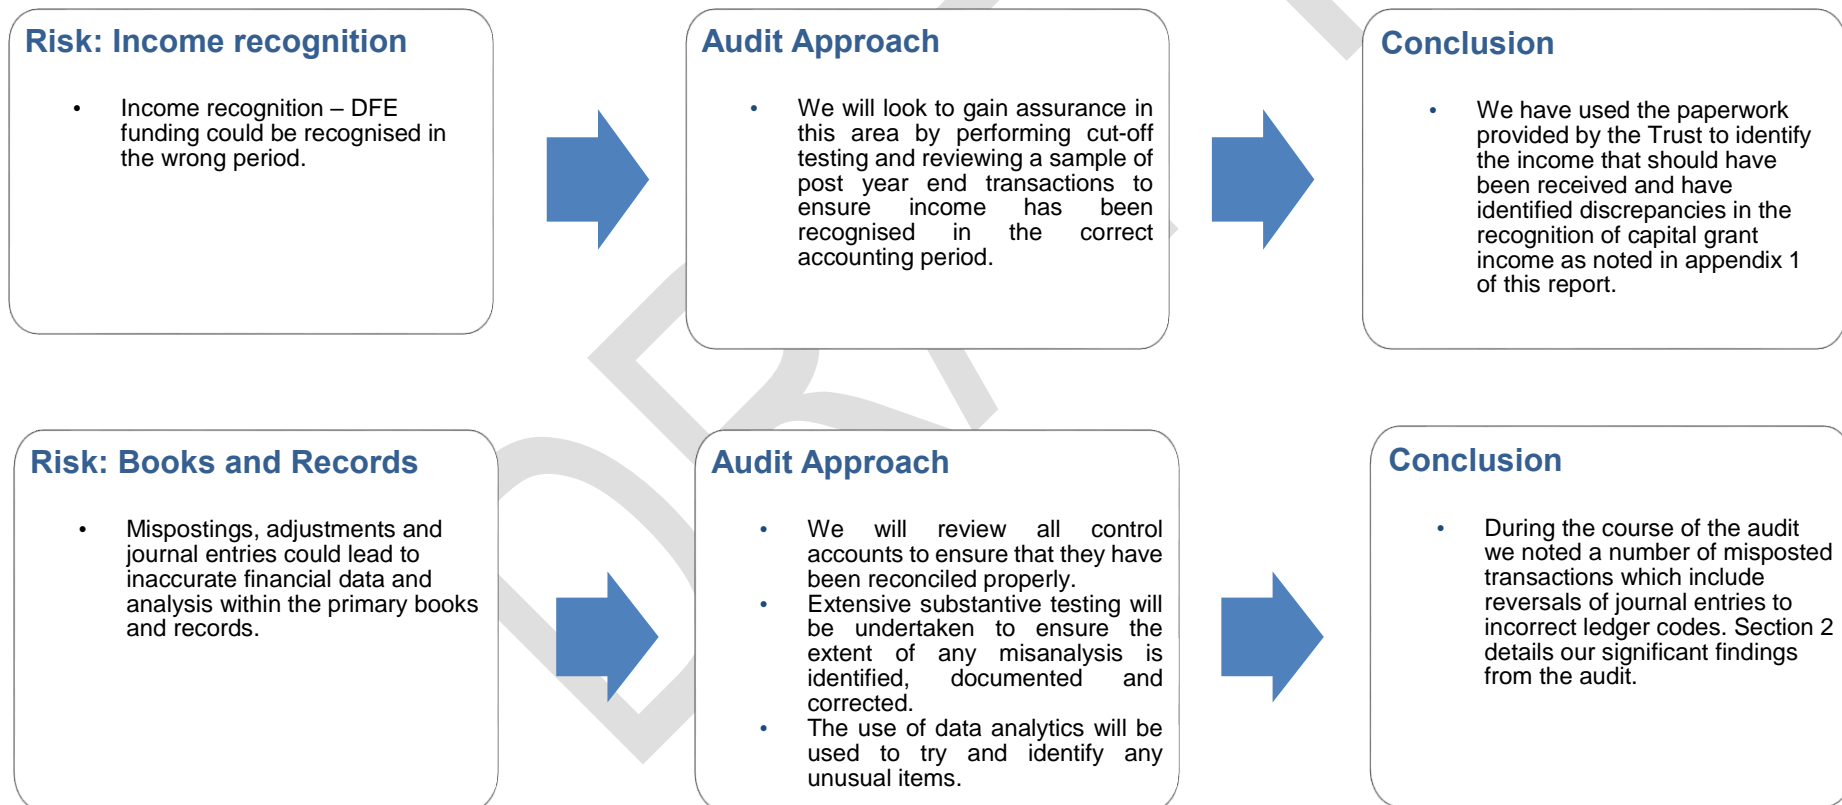 Risk: Income recognition
• Income recognition – DFE
funding could be recognised in
the wrong period.
Audit Approach
• We will look to gain assurance in
this area by performing cut-off
testing and reviewing a sample of
post year end transactions to
ensure income has been
recognised in the correct
accounting period.
Conclusion
• We have used the paperwork
provided by the Trust to identify
the income that should have
been received and have
identified discrepancies in the
recognition of capital grant
income as noted in appendix 1
of this report.
Risk: Books and Records
• Mispostings, adjustments and
journal entries could lead to
inaccurate financial data and
analysis within the primary books
and records.
Audit Approach
• We will review all control
accounts to ensure that they have
been reconciled properly.
• Extensive substantive testing will
be undertaken to ensure the
extent of any misanalysis is
identified, documented and
corrected.
• The use of data analytics will be
used to try and identify any
unusual items.
Conclusion
• During the course of the audit
we noted a number of misposted
transactions which include
reversals of journal entries to
incorrect ledger codes. Section 2
details our significant findings
from the audit.